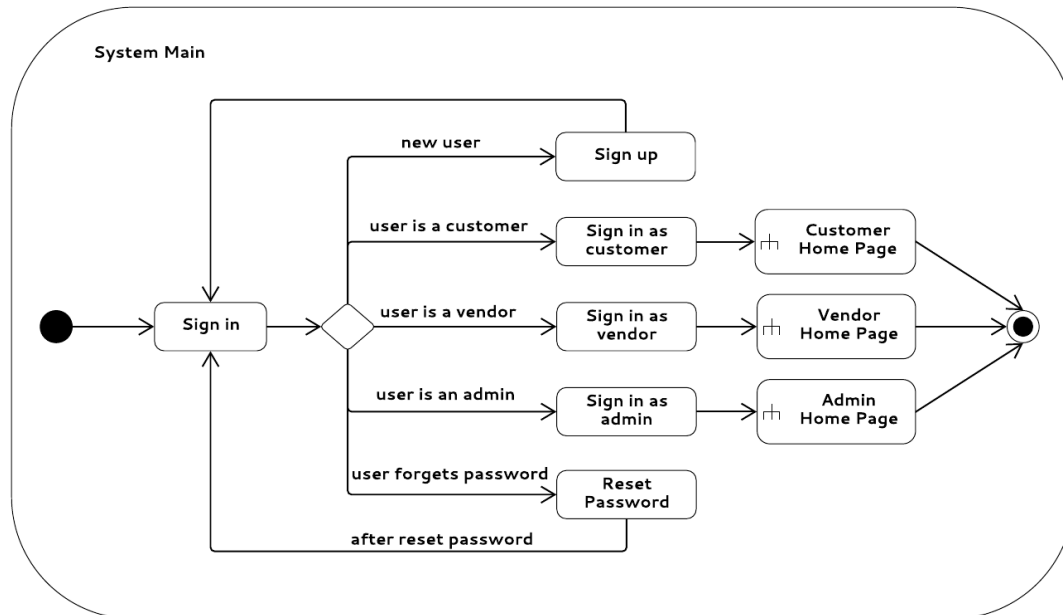 System Main
new user
Sign up
user is a customer
Sign in as
customer
Customer
Home Page
Sign in
user is a vendor
Sign in as
vendor
Vendor
Home Page
user is an admin
Sign in as
admin
Admin
Home Page
user forgets password
Reset
Password
after reset password